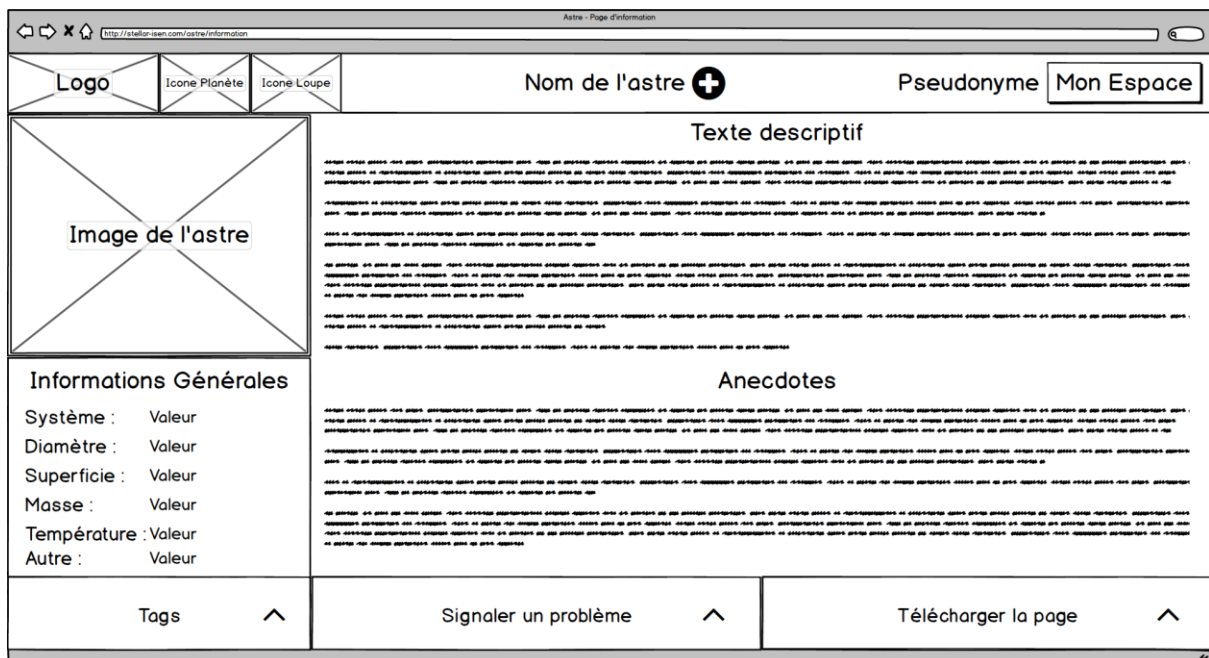 Astre - Page d'information
http://stellar-isen.com/astre/information
Logo
Icone Planète
Icone Loupe
Nom de l'astre
Pseudonyme
Mon Espace
Image de l'astre
Texte descriptif
Informations Générales
Système : Valeur
Diamètre : Valeur
Superficie : Valeur
Masse : Valeur
Température : Valeur
Autre : Valeur
Anecdotes
Tags
Signaler un problème
Télécharger la page